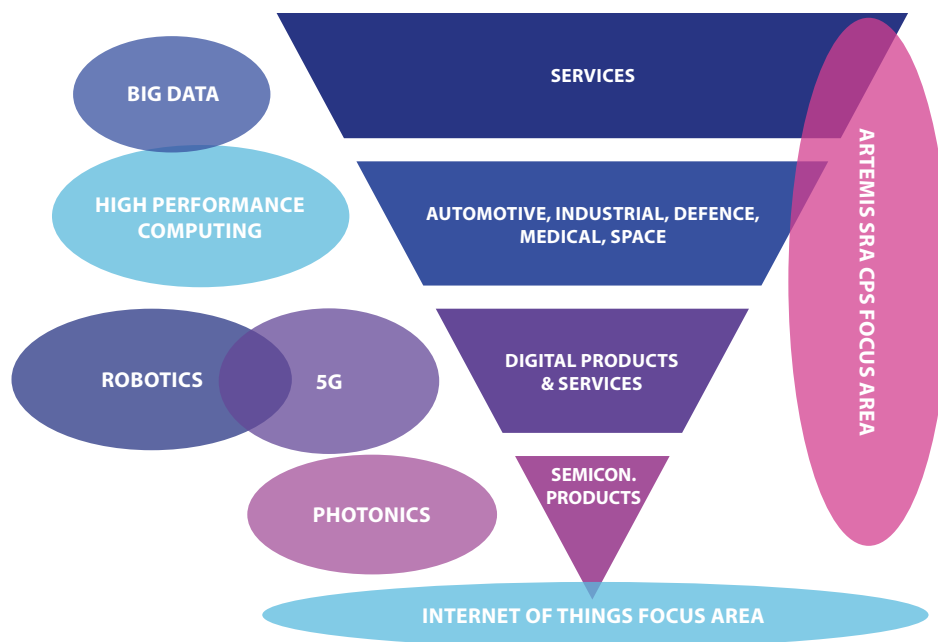 SERVICES
BIG DATA
HIGH PERFORMANCE
COMPUTING
AUTOMOTIVE, INDUSTRIAL, DEFENCE,
MEDICAL, SPACE
ARTEMIS SRA CPS FOCUS AREA
ROBOTICS
5G
DIGITAL PRODUCTS
& SERVICES
SEMICON.
PRODUCTS
PHOTONICS
INTERNET OF THINGS FOCUS AREA